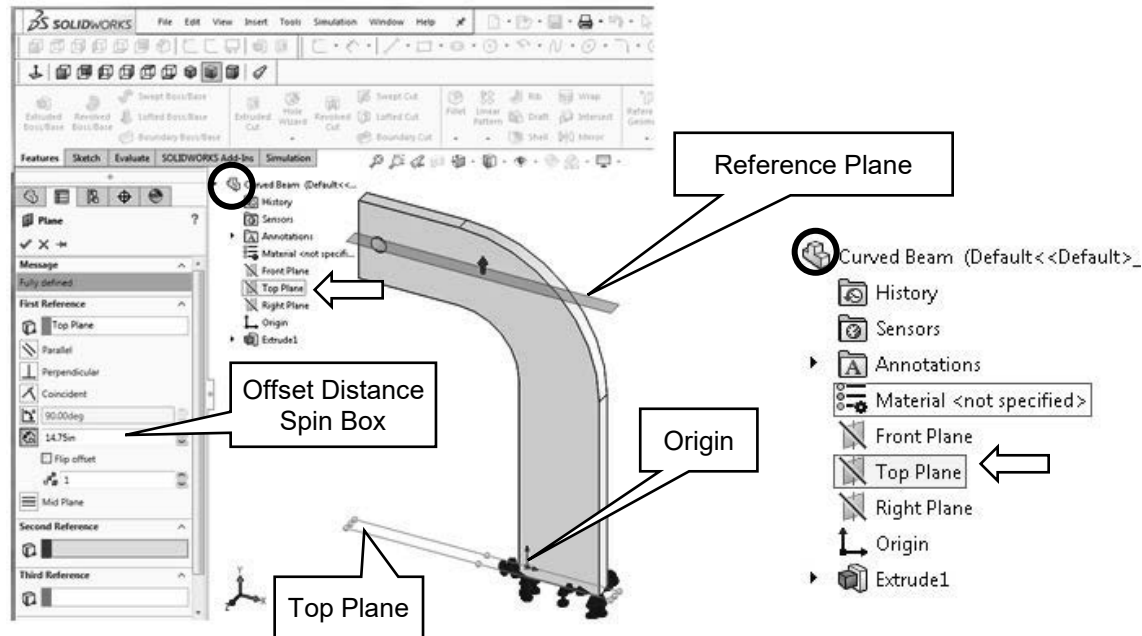 SOLIDWORKS File Edit View Insert Tools Simulation Window Help
Extruded Boss/Base
Revolved Boss/Base
Swept Boss/Base
Lofted Boss/Base
Boundary Boss/Base
Extruded Cut
Hole Wizard
Revolved Cut
Swept Cut
Lofted Cut
Boundary Cut
Fillet
Linear Pattern
Rib
Draft
Shell
Wrap
Intersect
Mirror
Features Sketch Evaluate SOLIDWORKS Add-Ins Simulation
Plane ?
Message
Fully defined
First Reference
Top Plane
Parallel
Perpendicular
Coincident
90.00deg
14.75in
Flip offset
1
Mid Plane
Second Reference
Third Reference
Curved Beam (Default<<...
History
Sensors
Annotations
Material <not specifi...
Front Plane
Top Plane
Right Plane
Origin
Extrude1
Reference Plane
Offset Distance
Spin Box
Origin
Top Plane
Y
X
Z
Curved Beam (Default<<Default>_
History
Sensors
Annotations
Material <not specified>
Front Plane
Top Plane
Right Plane
Origin
Extrude1